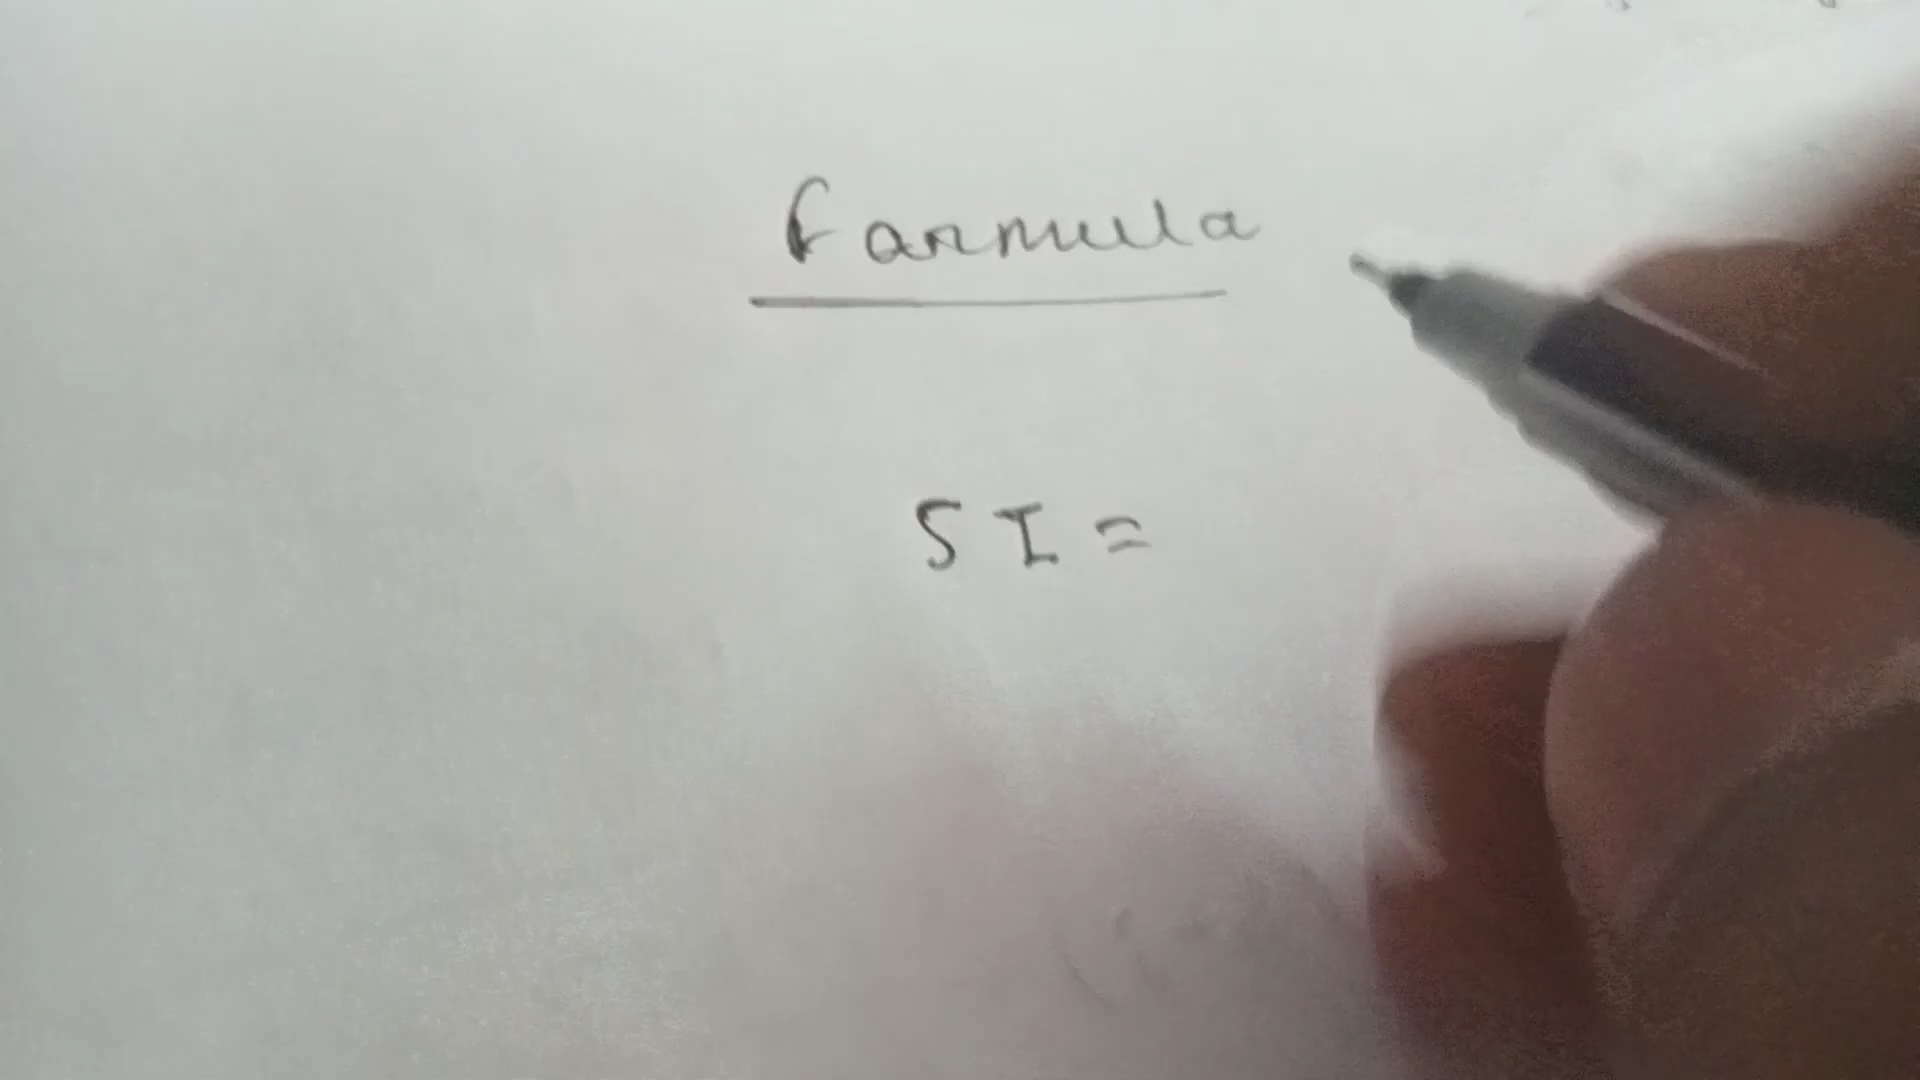 Formula
SI =